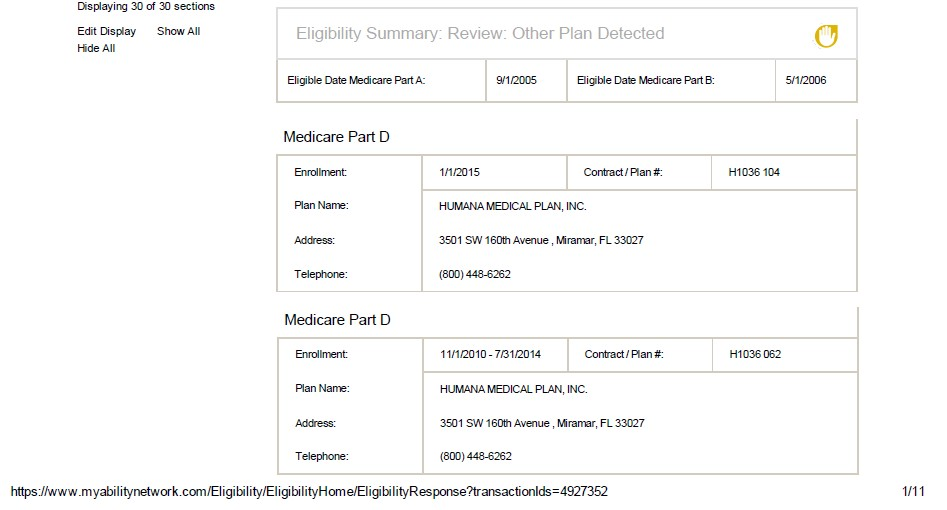 Displaying 30 of 30 sections
Edit Display Show All
Hide All
Eligibility Summary: Review: Other Plan Detected
Eligible Date Medicare Part A: 9/1/2005 Eligible Date Medicare Part B: 5/1/2006
Medicare Part D
Enrollment: 1/1/2015 Contract / Plan #: H1036 104
Plan Name: HUMANA MEDICAL PLAN, INC.
Address: 3501 SW 160th Avenue , Miramar, FL 33027
Telephone: (800) 448-6262
Medicare Part D
Enrollment: 11/1/2010 - 7/31/2014 Contract / Plan #: H1036 062
Plan Name: HUMANA MEDICAL PLAN, INC.
Address: 3501 SW 160th Avenue , Miramar, FL 33027
Telephone: (800) 448-6262
https://www.myabilitynetwork.com/Eligibility/EligibilityHome/EligibilityResponse?transactionIds=4927352 1/11